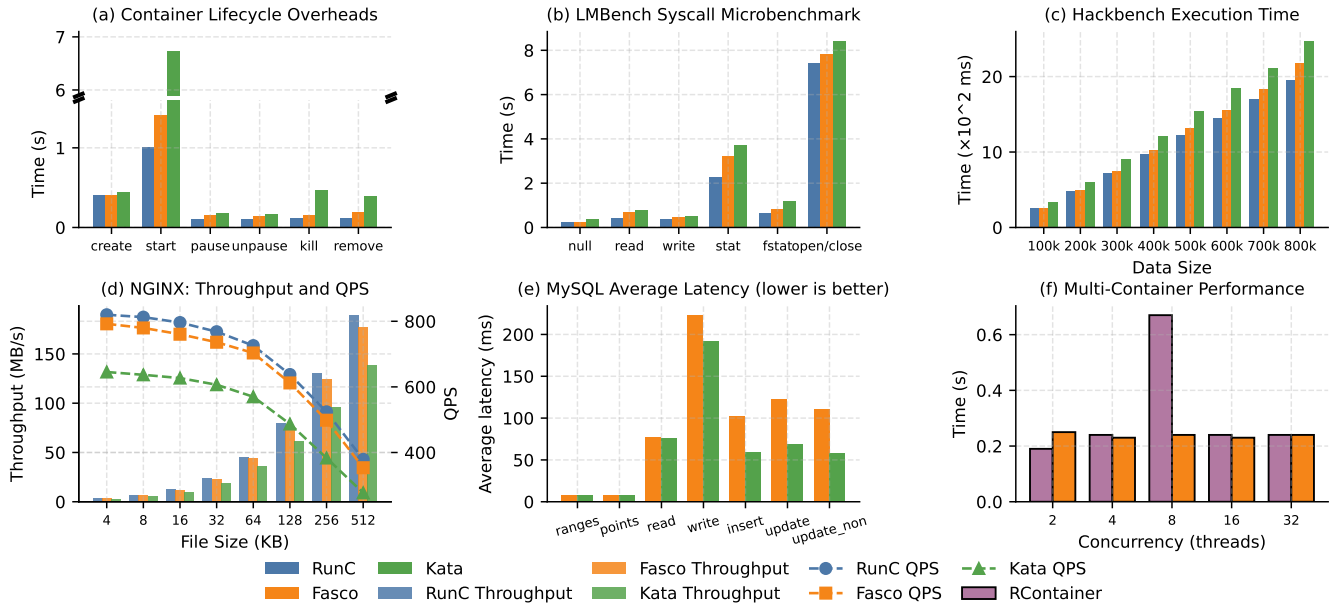 (a) Container Lifecycle Overheads
7
6
1
0
Time (s)
create start pause unpause kill remove
(b) LMBench Syscall Microbenchmark
8
6
4
2
0
Time (s)
null read write stat fstat open/close
(c) Hackbench Execution Time
20
10
0
Time (×10^2 ms)
100k 200k 300k 400k 500k 600k 700k 800k
Data Size
(d) NGINX: Throughput and QPS
150
100
50
0
Throughput (MB/s)
800
600
400
QPS
4 8 16 32 64 128 256 512
File Size (KB)
(e) MySQL Average Latency (lower is better)
200
150
100
50
0
Average latency (ms)
ranges points read write insert update update_non
(f) Multi-Container Performance
0.6
0.4
0.2
0.0
Time (s)
2 4 8 16 32
Concurrency (threads)
RunC Kata Fasco Throughput RunC QPS Kata QPS
Fasco RunC Throughput Kata Throughput Fasco QPS RContainer